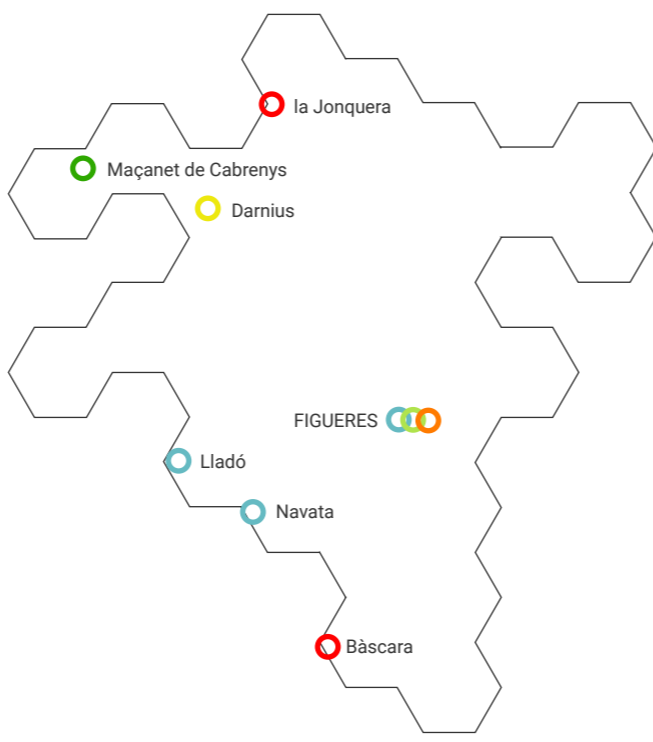 la Jonquera
Maçanet de Cabrenys
Darnius
FIGUERES
Lladó
Navata
Bàscara